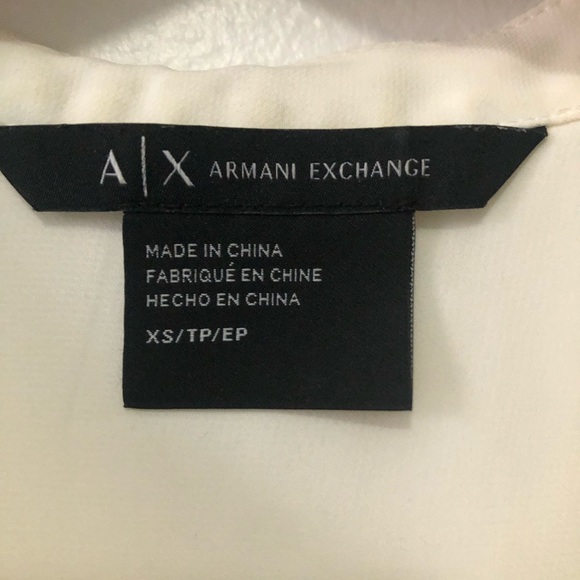 A|X ARMANI EXCHANGE
MADE IN CHINA
FABRIQUÉ EN CHINE
HECHO EN CHINA
XS/TP/EP